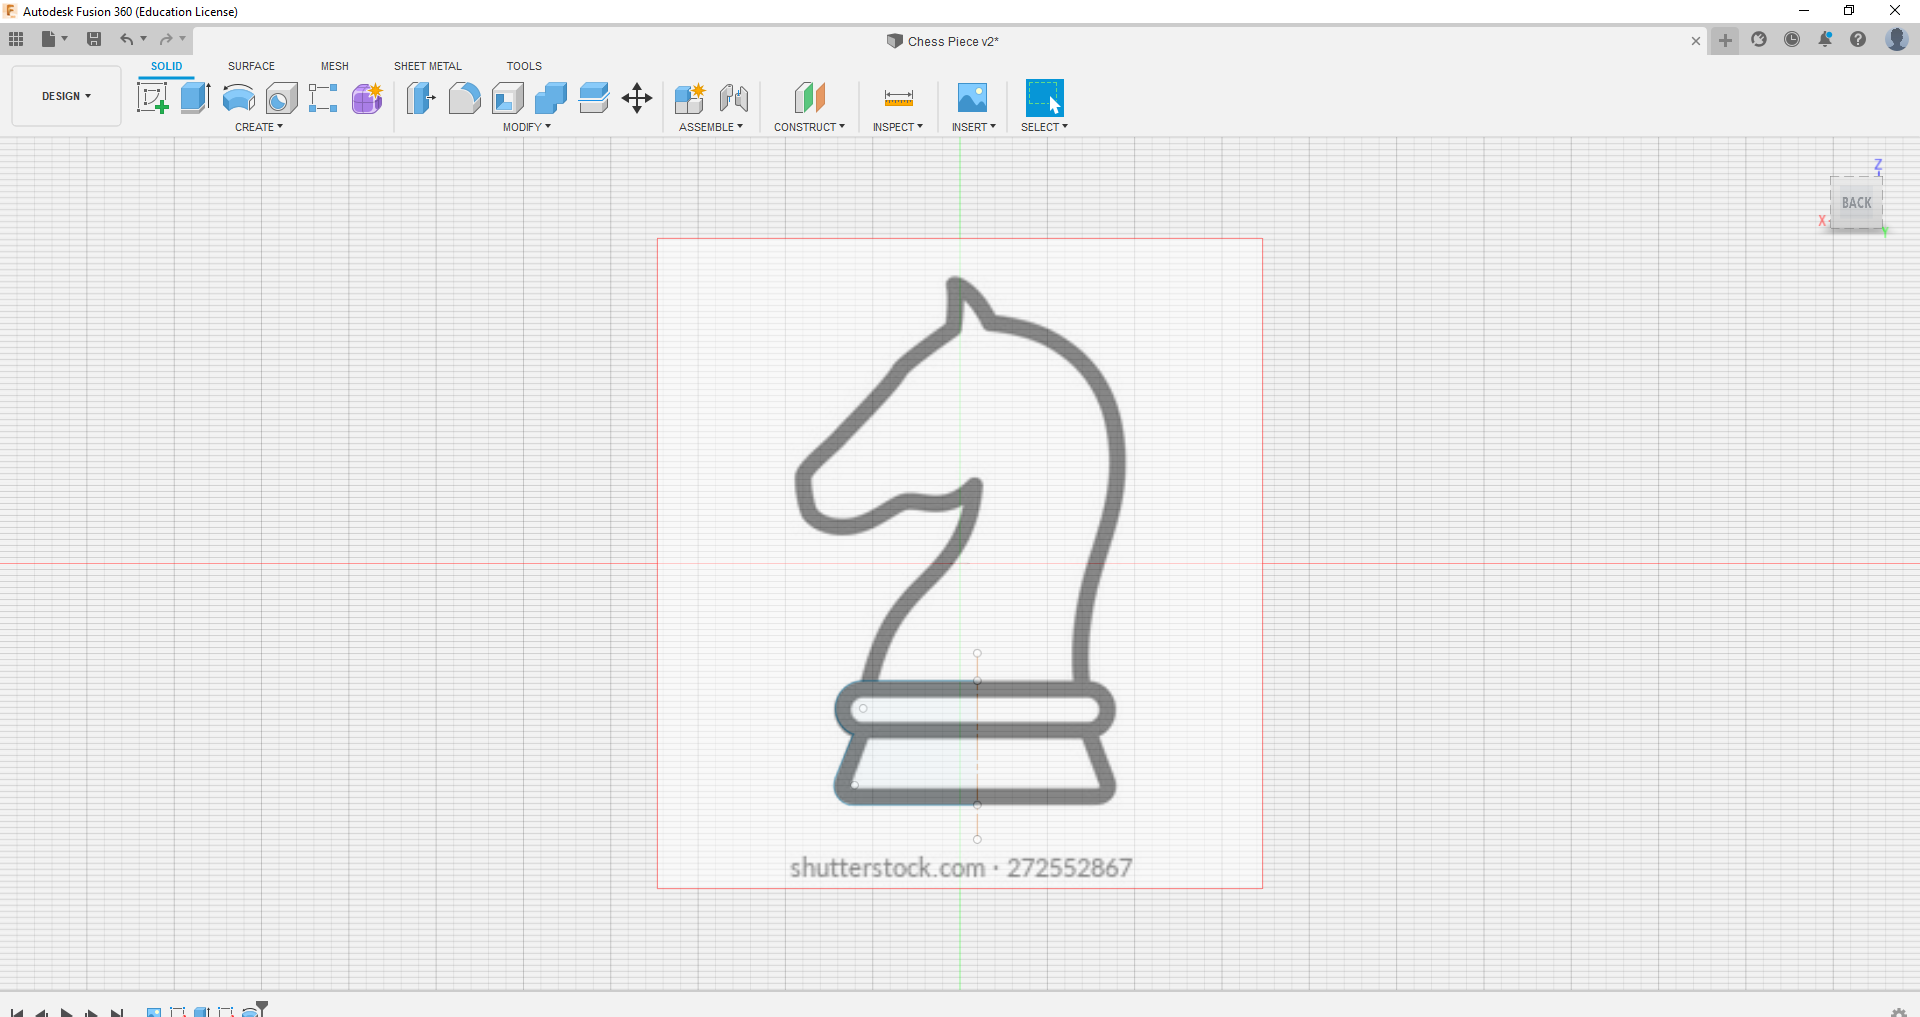 Autodesk Fusion 360 (Education License)
Chess Piece v2*
SOLID SURFACE MESH SHEET METAL TOOLS
DESIGN
CREATE MODIFY ASSEMBLE CONSTRUCT INSPECT INSERT SELECT
Z
BACK
X
Y
shutterstock.com · 272552867